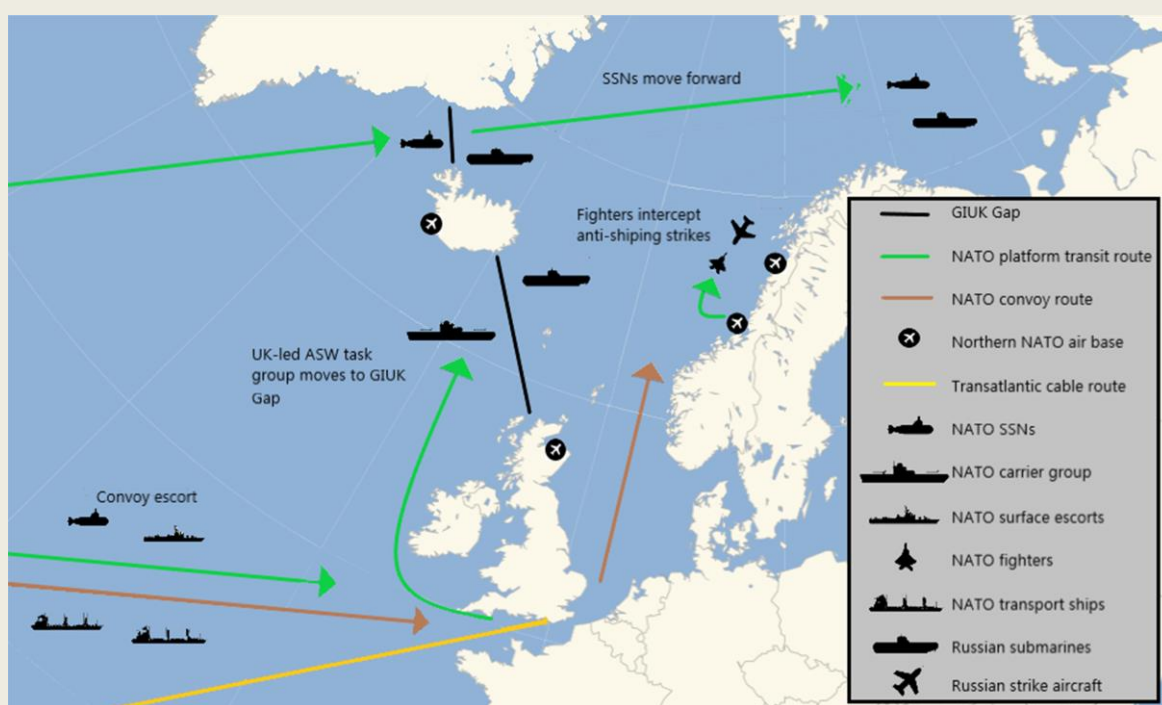 SSNs move forward
Fighters intercept
anti-shiping strikes
UK-led ASW task
group moves to GIUK
Gap
Convoy escort
GIUK Gap
NATO platform transit route
NATO convoy route
Northern NATO air base
Transatlantic cable route
NATO SSNs
NATO carrier group
NATO surface escorts
NATO fighters
NATO transport ships
Russian submarines
Russian strike aircraft